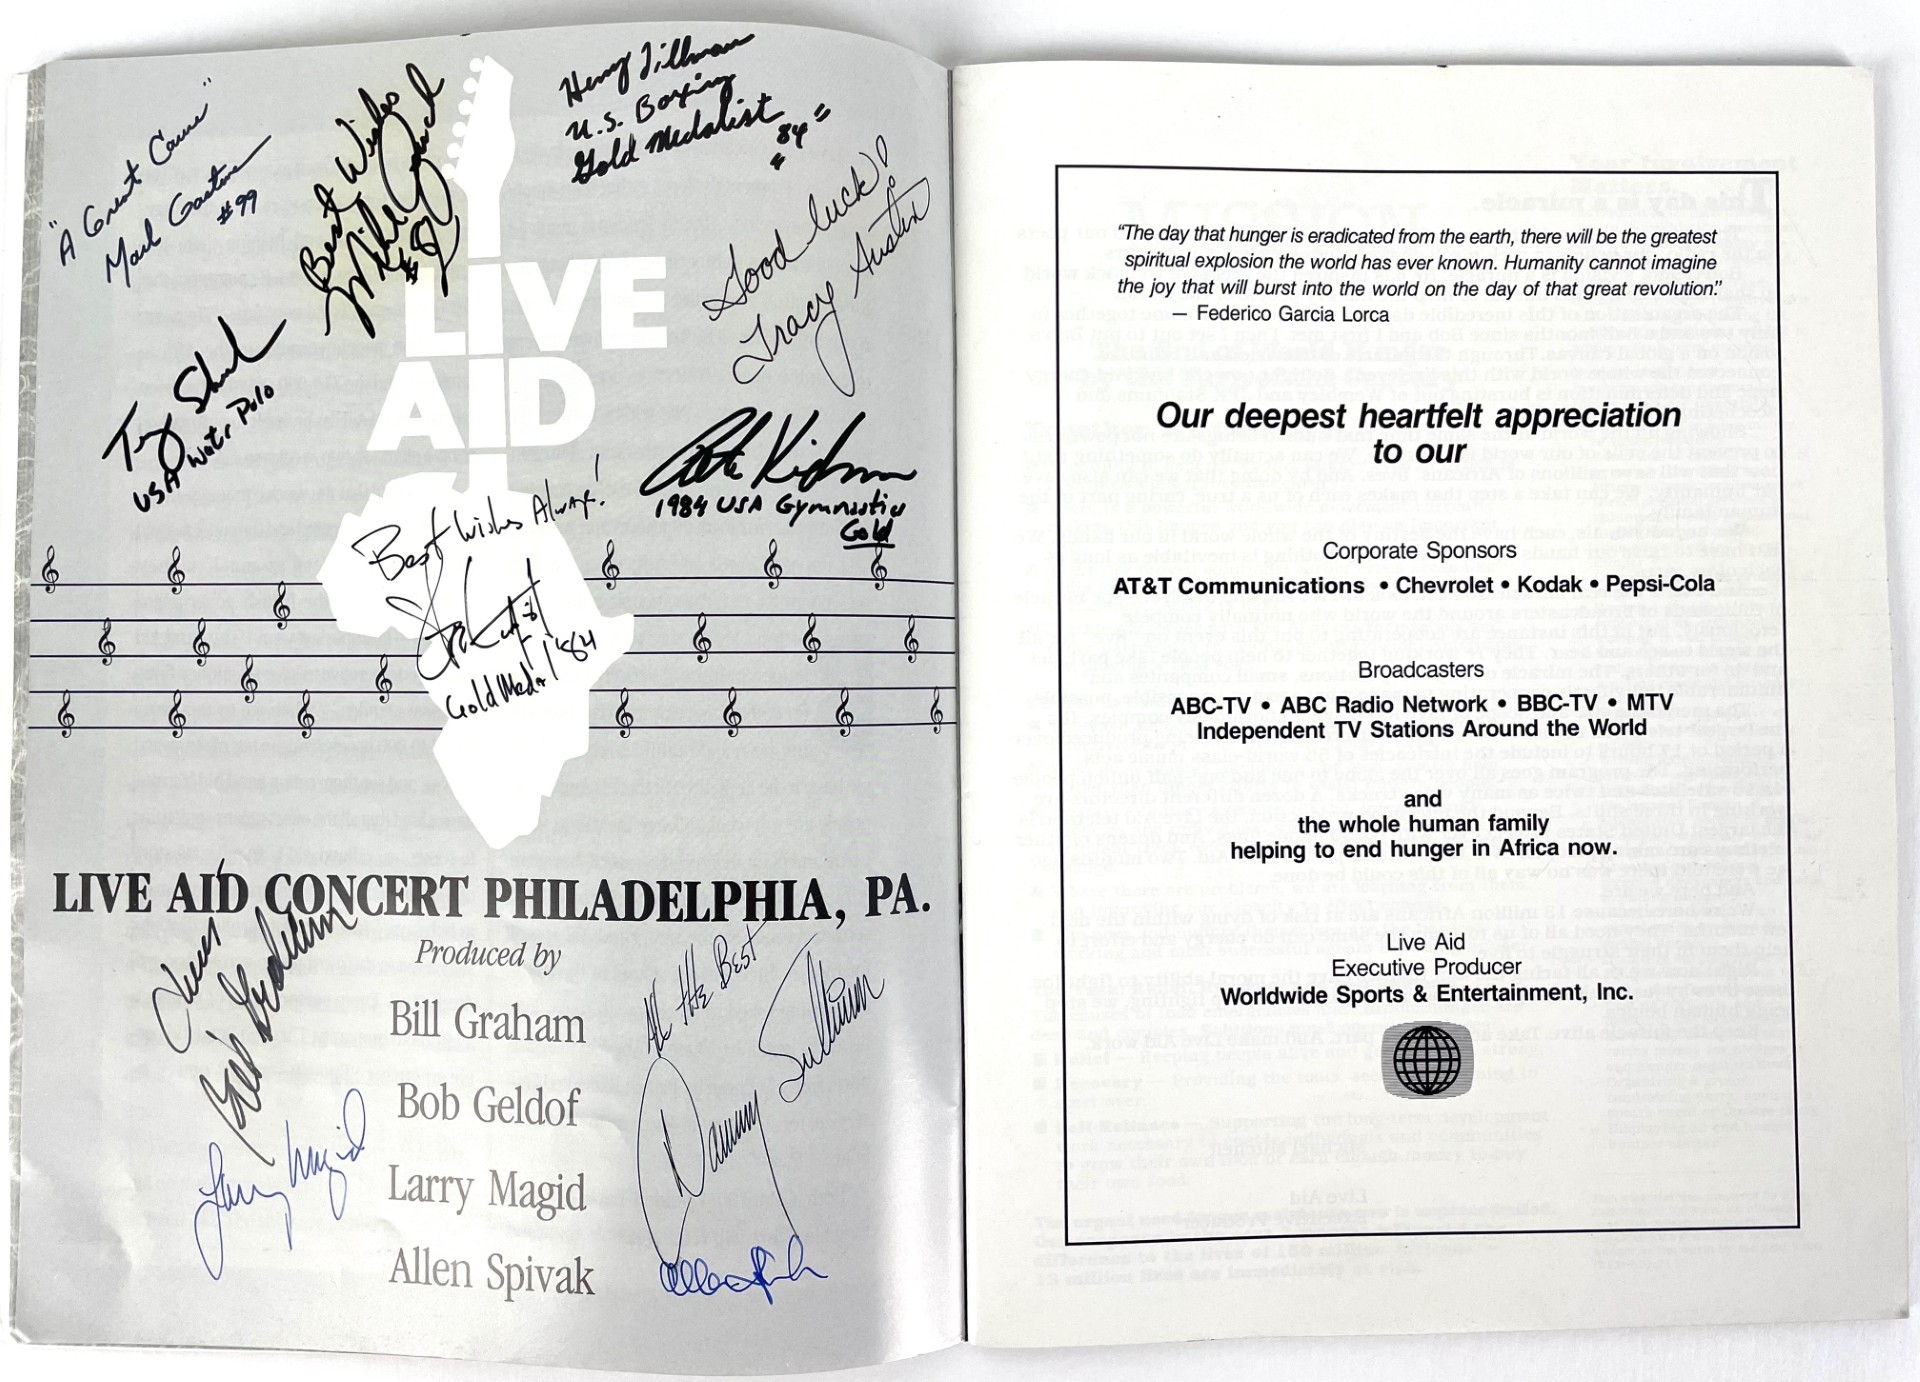 "A Great Cause"
Mark Gastineau
#99
Best Wishes
Henry Tillman
U.S. Boxing
Gold Medalist
"84"
Good luck!
Tracy Austin
LIVE
AID
USA Water Polo
1984 USA Gymnastics
Gold
Best Wishes Always!
Gold Medal '84
LIVE AID CONCERT PHILADELPHIA, PA.
Produced by
Bill Graham
Bob Geldof
Larry Magid
Allen Spivak
Larry Magid
All the Best
Danny Sullivan
"The day that hunger is eradicated from the earth, there will be the greatest
spiritual explosion the world has ever known. Humanity cannot imagine
the joy that will burst into the world on the day of that great revolution."
— Federico Garcia Lorca
Our deepest heartfelt appreciation
to our
Corporate Sponsors
AT&T Communications • Chevrolet • Kodak • Pepsi-Cola
Broadcasters
ABC-TV • ABC Radio Network • BBC-TV • MTV
Independent TV Stations Around the World
and
the whole human family
helping to end hunger in Africa now.
Live Aid
Executive Producer
Worldwide Sports & Entertainment, Inc.